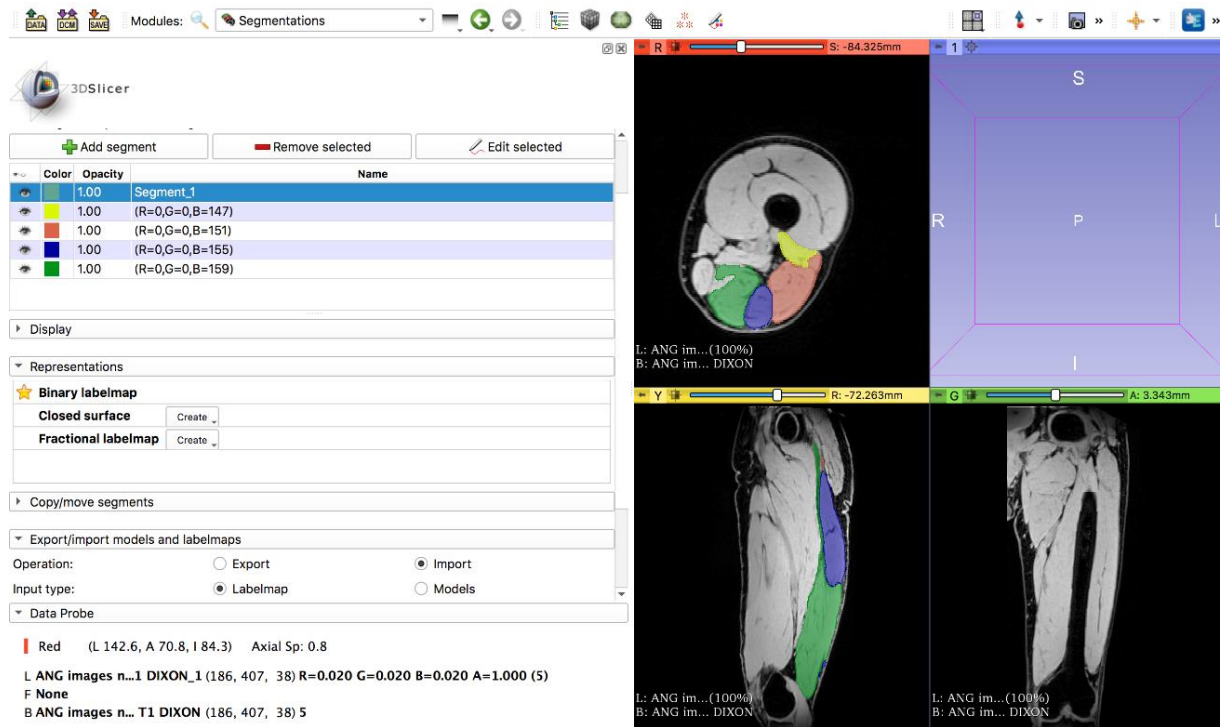 DATA DCM SAVE Modules: Segmentations
3DSlicer
Add segment Remove selected Edit selected
Color Opacity Name
1.00 Segment_1
1.00 (R=0,G=0,B=147)
1.00 (R=0,G=0,B=151)
1.00 (R=0,G=0,B=155)
1.00 (R=0,G=0,B=159)
Display
Representations
Binary labelmap
Closed surface Create
Fractional labelmap Create
Copy/move segments
Export/import models and labelmaps
Operation: Export Import
Input type: Labelmap Models
Data Probe
Red (L 142.6, A 70.8, I 84.3) Axial Sp: 0.8
L ANG images n...1 DIXON_1 (186, 407, 38) R=0.020 G=0.020 B=0.020 A=1.000 (5)
F None
B ANG images n... T1 DIXON (186, 407, 38) 5
R S: -84.325mm
L: ANG im...(100%)
B: ANG im... DIXON
1
S
R P L
I
Y R: -72.263mm
L: ANG im...(100%)
B: ANG im... DIXON
G A: 3.343mm
L: ANG im...(100%)
B: ANG im... DIXON